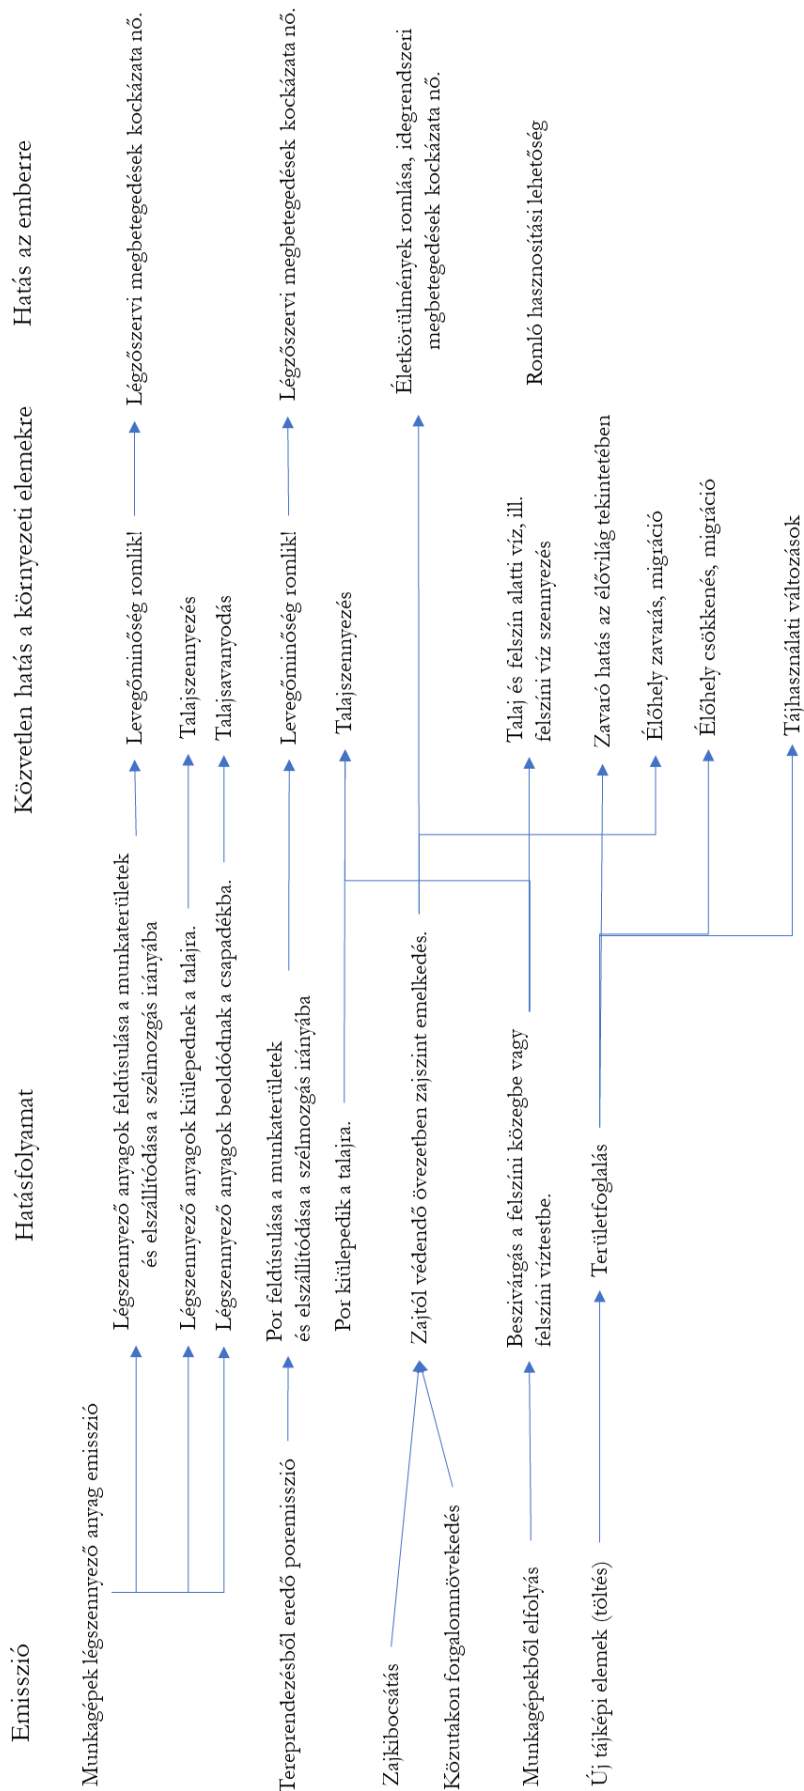 Emisszió
Hatásfolyamat
Közvetlen hatás a környezeti elemekre
Hatás az emberre
Munkagépek légszennyező anyag emisszió
Légszennyező anyagok feldúsulása a munkaterületek
és elszállítódása a szélmozgás irányába
Levegőminőség romlik!
Légzőszervi megbetegedések kockázata nő.
Légszennyező anyagok kiülepednek a talajra.
Talajszennyezés
Légszennyező anyagok beoldódnak a csapadékba.
Talajsavanyodás
Tereprendezésből eredő poremisszió
Por feldúsulása a munkaterületek
és elszállítódása a szélmozgás irányába
Levegőminőség romlik!
Légzőszervi megbetegedések kockázata nő.
Por kiülepedik a talajra.
Talajszennyezés
Zajkibocsátás
Közutakon forgalomnövekedés
Zajtól védendő övezetben zajszint emelkedés.
Életkörülmények romlása, idegrendszeri
megbetegedések kockázata nő.
Munkagépekből elfolyás
Beszivárgás a felszíni közegbe vagy
felszíni víztestbe.
Talaj és felszín alatti víz, ill.
felszíni víz szennyezés
Romló hasznosítási lehetőség
Új tájképi elemek (töltés)
Területfoglalás
Zavaró hatás az élővilág tekintetében
Élőhely zavarás, migráció
Élőhely csökkenés, migráció
Tájhasználati változások